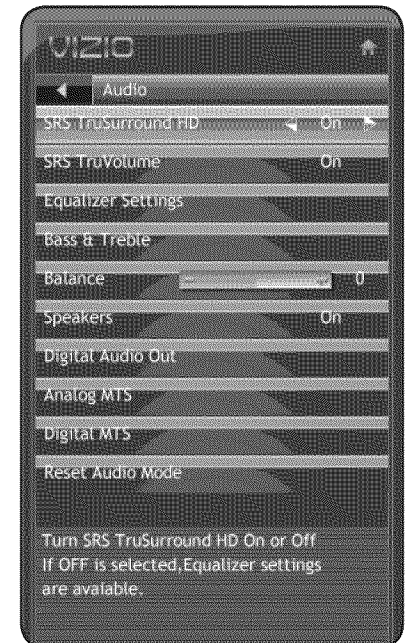 VIZIO
Audio
SRS TruSurround HD On
SRS TruVolume On
Equalizer Settings
Bass & Treble
Balance 0
Speakers On
Digital Audio Out
Analog MTS
Digital MTS
Reset Audio Mode
Turn SRS TruSurround HD On or Off
If OFF is selected,Equalizer settings
are avaiable.